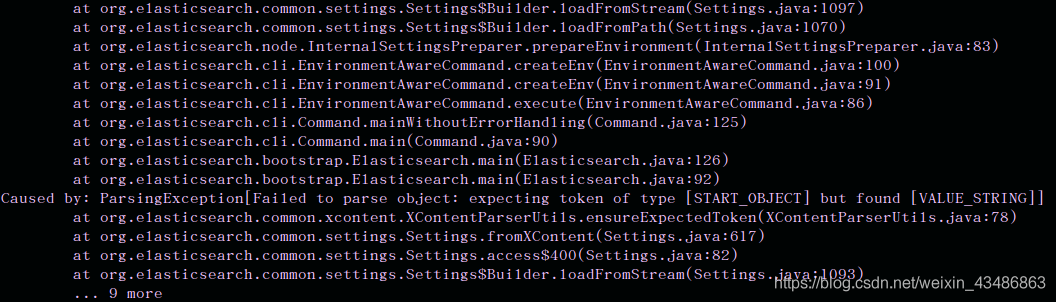 at org.elasticsearch.common.settings.Settings$Builder.loadFromStream(Settings.java:1097)
at org.elasticsearch.common.settings.Settings$Builder.loadFromPath(Settings.java:1070)
at org.elasticsearch.node.InternalSettingsPreparer.prepareEnvironment(InternalSettingsPreparer.java:83)
at org.elasticsearch.cli.EnvironmentAwareCommand.createEnv(EnvironmentAwareCommand.java:100)
at org.elasticsearch.cli.EnvironmentAwareCommand.createEnv(EnvironmentAwareCommand.java:91)
at org.elasticsearch.cli.EnvironmentAwareCommand.execute(EnvironmentAwareCommand.java:86)
at org.elasticsearch.cli.Command.mainWithoutErrorHandling(Command.java:125)
at org.elasticsearch.cli.Command.main(Command.java:90)
at org.elasticsearch.bootstrap.Elasticsearch.main(Elasticsearch.java:126)
at org.elasticsearch.bootstrap.Elasticsearch.main(Elasticsearch.java:92)
Caused by: ParsingException[Failed to parse object: expecting token of type [START_OBJECT] but found [VALUE_STRING]]
at org.elasticsearch.common.xcontent.XContentParserUtils.ensureExpectedToken(XContentParserUtils.java:78)
at org.elasticsearch.common.settings.Settings.fromXContent(Settings.java:617)
at org.elasticsearch.common.settings.Settings.access$400(Settings.java:82)
at org.elasticsearch.common.settings.Settings$Builder.loadFromStream(Settings.java:1093)
... 9 more
https://blog.csdn.net/weixin_43486863